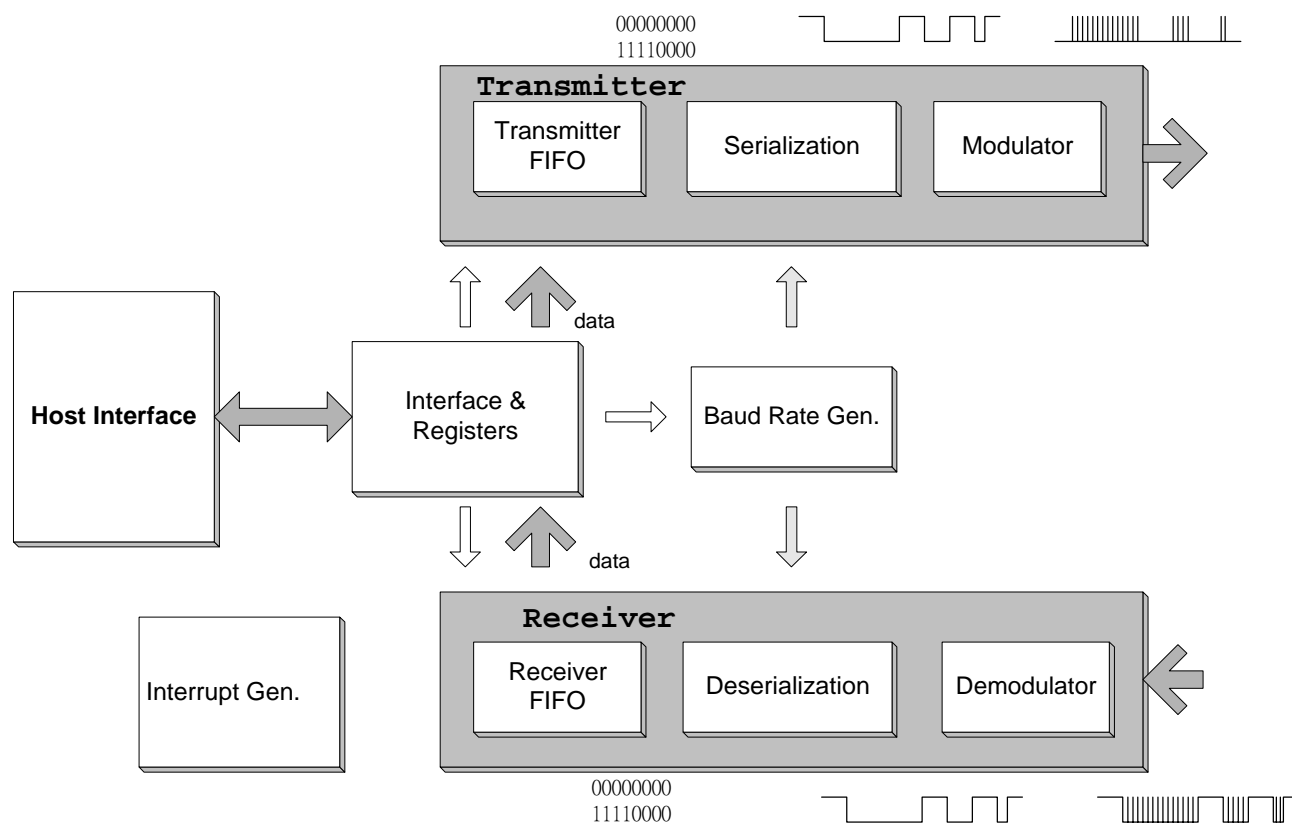 00000000
11110000
Transmitter
Transmitter
FIFO
Serialization
Modulator
data
Host Interface
Interface &
Registers
Baud Rate Gen.
data
Receiver
Interrupt Gen.
Receiver
FIFO
Deserialization
Demodulator
00000000
11110000